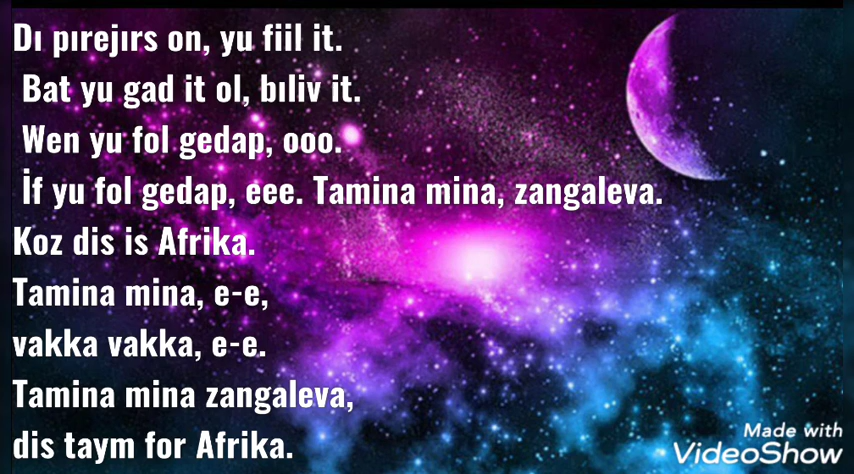 Dı pırejırs on, yu fiil it.
Bat yu gad it ol, bıliv it.
Wen yu fol gedap, ooo.
İf yu fol gedap, eee. Tamina mina, zangaleva.
Koz dis is Afrika.
Tamina mina, e-e,
vakka vakka, e-e.
Tamina mina zangaleva,
dis taym for Afrika.
Made with
VideoShow